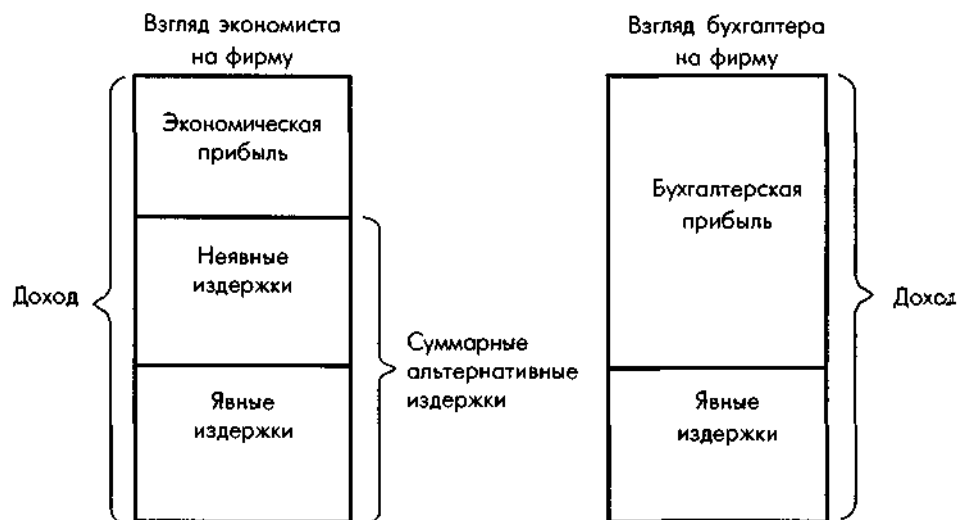 Взгляд экономиста
на фирму
Экономическая
прибыль
Неявные
издержки
Явные
издержки
Доход
Суммарные
альтернативные
издержки
Взгляд бухгалтера
на фирму
Бухгалтерская
прибыль
Явные
издержки
Доход